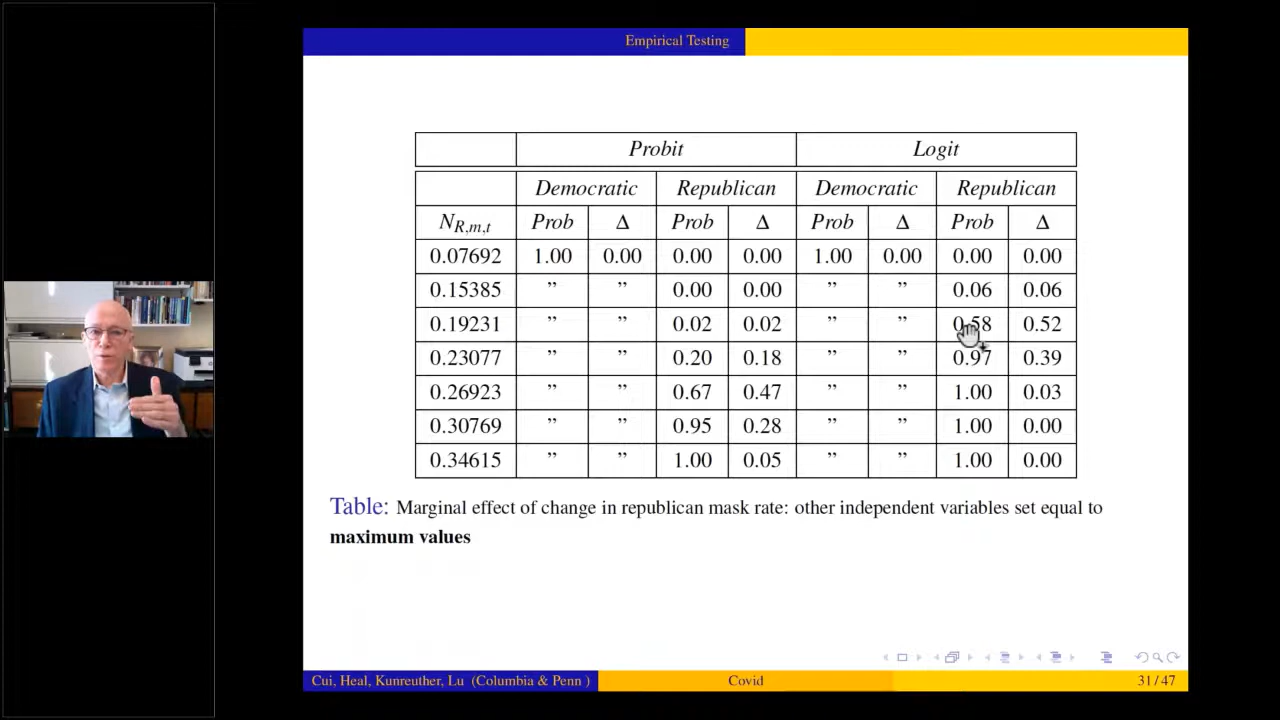 Empirical Testing
Probit Logit
Democratic Republican Democratic Republican
N_{R,m,t} Prob Δ Prob Δ Prob Δ Prob Δ
0.07692 1.00 0.00 0.00 0.00 1.00 0.00 0.00 0.00
0.15385 ” ” 0.00 0.00 ” ” 0.06 0.06
0.19231 ” ” 0.02 0.02 ” ” 0.58 0.52
0.23077 ” ” 0.20 0.18 ” ” 0.97 0.39
0.26923 ” ” 0.67 0.47 ” ” 1.00 0.03
0.30769 ” ” 0.95 0.28 ” ” 1.00 0.00
0.34615 ” ” 1.00 0.05 ” ” 1.00 0.00
Table: Marginal effect of change in republican mask rate: other independent variables set equal to
maximum values
Cui, Heal, Kunreuther, Lu (Columbia & Penn ) Covid 31 / 47